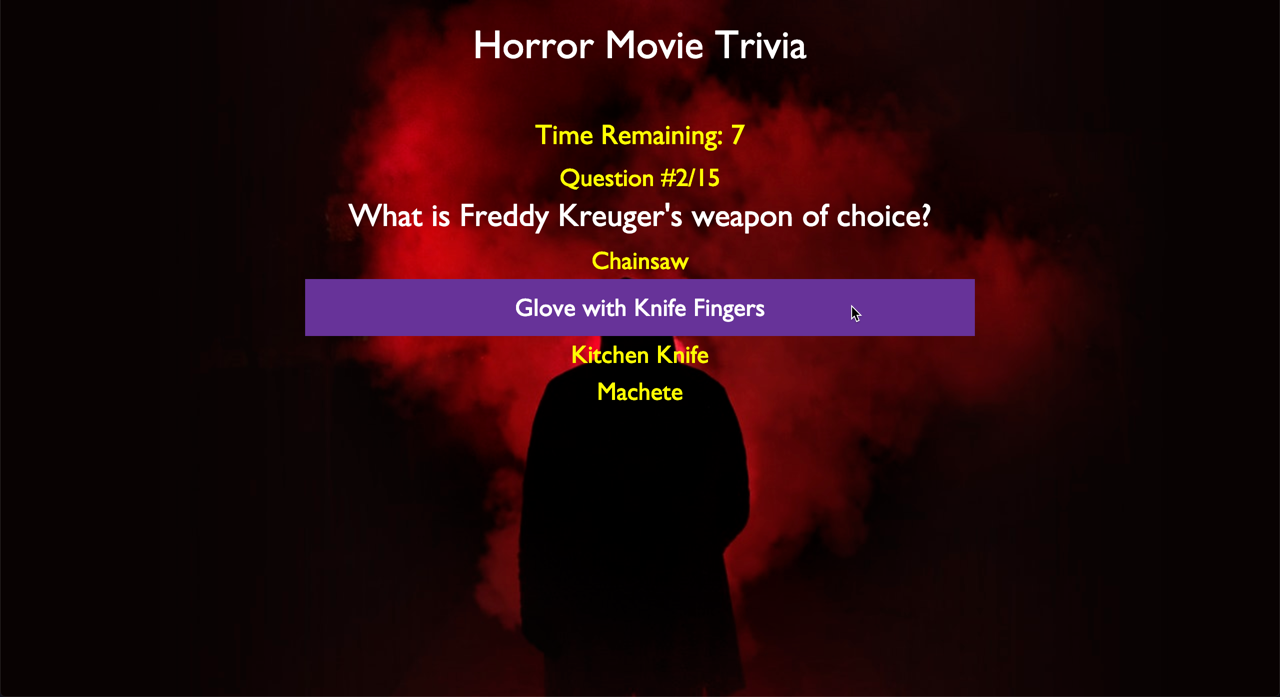 Horror Movie Trivia
Time Remaining: 7
Question #2/15
What is Freddy Kreuger's weapon of choice?
Chainsaw
Glove with Knife Fingers
Kitchen Knife
Machete